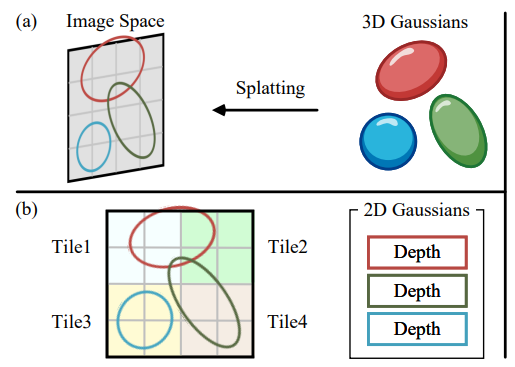 (a)
Image Space
3D Gaussians
Splatting
(b)
2D Gaussians
Tile1
Tile2
Depth
Depth
Tile3
Tile4
Depth